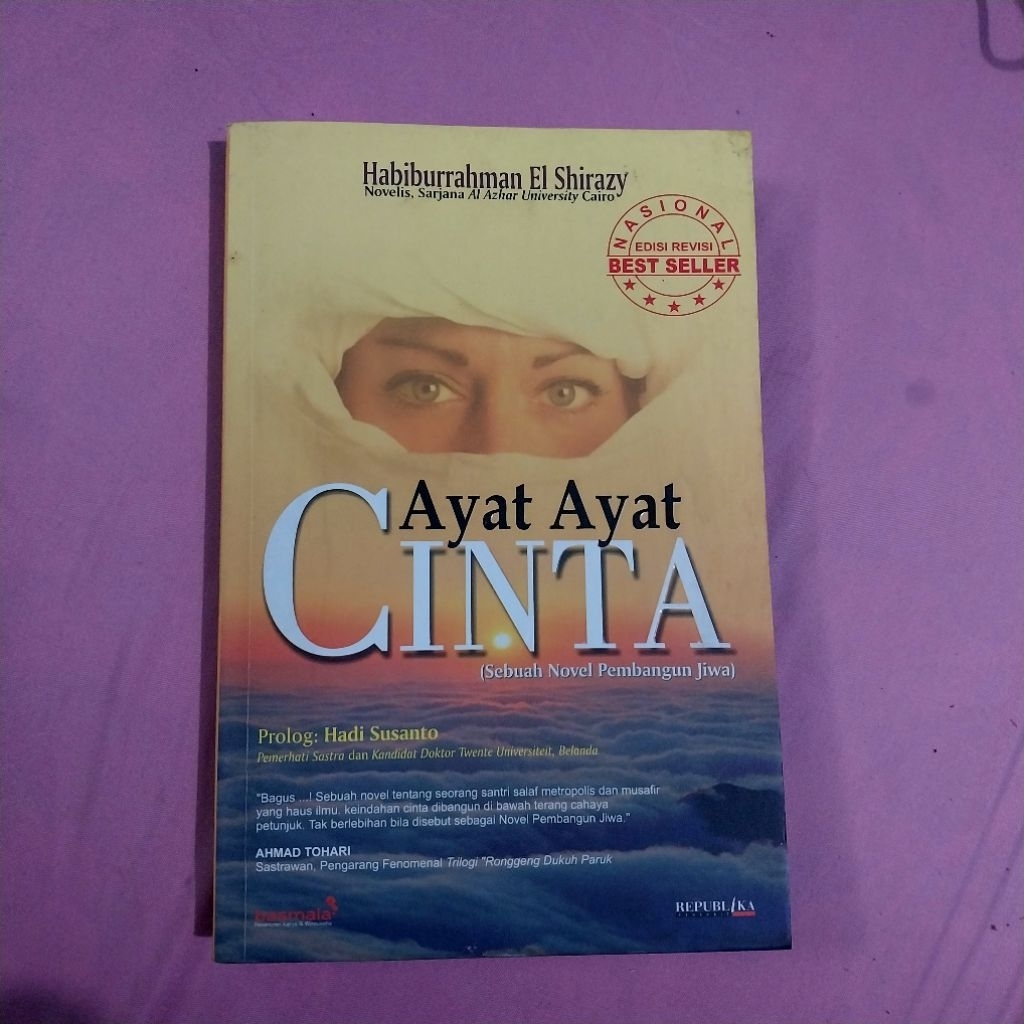 Habiburrahman El Shirazy
Novelis, Sarjana Al Azhar University Cairo
NASIONAL
EDISI REVISI
BEST SELLER
Ayat Ayat
CINTA
(Sebuah Novel Pembangun Jiwa)
Prolog: Hadi Susanto
Pemerhati Sastra dan Kandidat Doktor Twente Universiteit, Belanda
"Bagus ...! Sebuah novel tentang seorang santri salaf metropolis dan musafir
yang haus ilmu. keindahan cinta dibangun di bawah terang cahaya
petunjuk. Tak berlebihan bila disebut sebagai Novel Pembangun Jiwa."
AHMAD TOHARI
Sastrawan, Pengarang Fenomenal Trilogi "Ronggeng Dukuh Paruk
basmala
REPUBLIKA